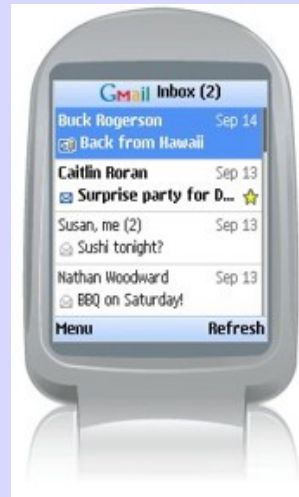 Gmail Inbox (2)
Buck Rogerson Sep 14
Back from Hawaii
Caitlin Roran Sep 13
Surprise party for D...
Susan, me (2) Sep 13
Sushi tonight?
Nathan Woodward Sep 13
BBQ on Saturday!
Menu Refresh